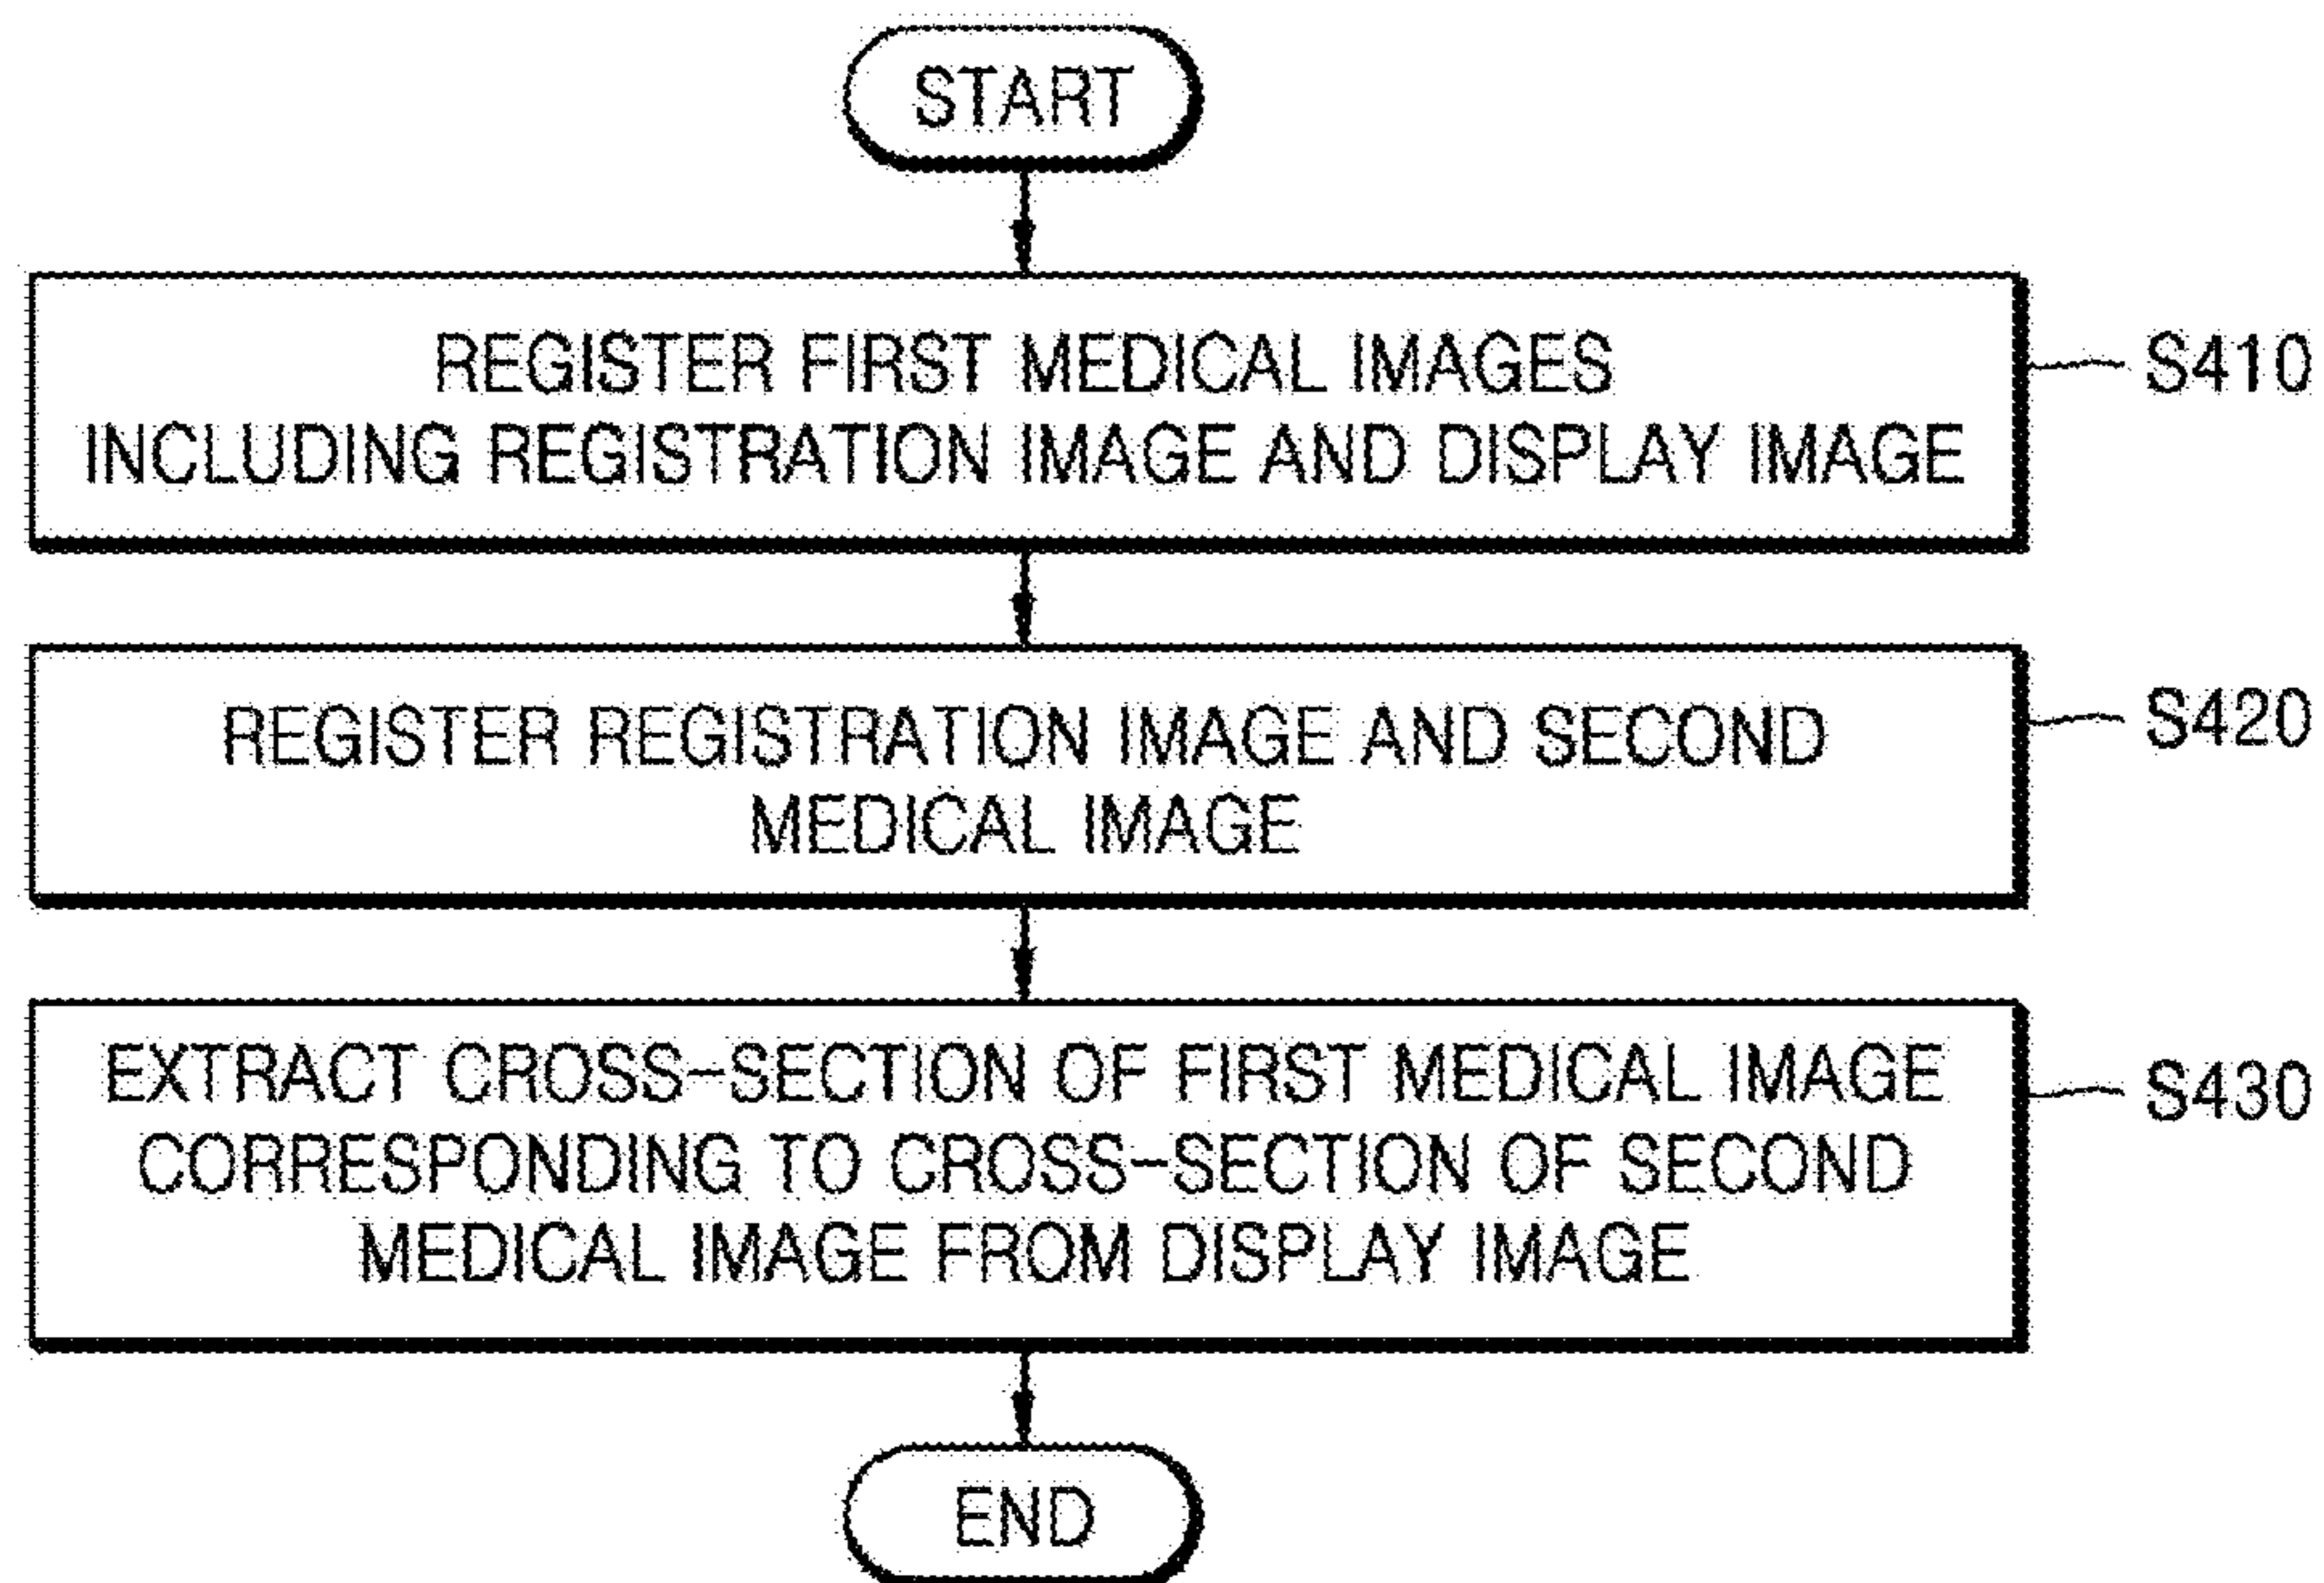 START
REGISTER FIRST MEDICAL IMAGES
INCLUDING REGISTRATION IMAGE AND DISPLAY IMAGE
S410
REGISTER REGISTRATION IMAGE AND SECOND
MEDICAL IMAGE
S420
EXTRACT CROSS-SECTION OF FIRST MEDICAL IMAGE
CORRESPONDING TO CROSS-SECTION OF SECOND
MEDICAL IMAGE FROM DISPLAY IMAGE
S430
END